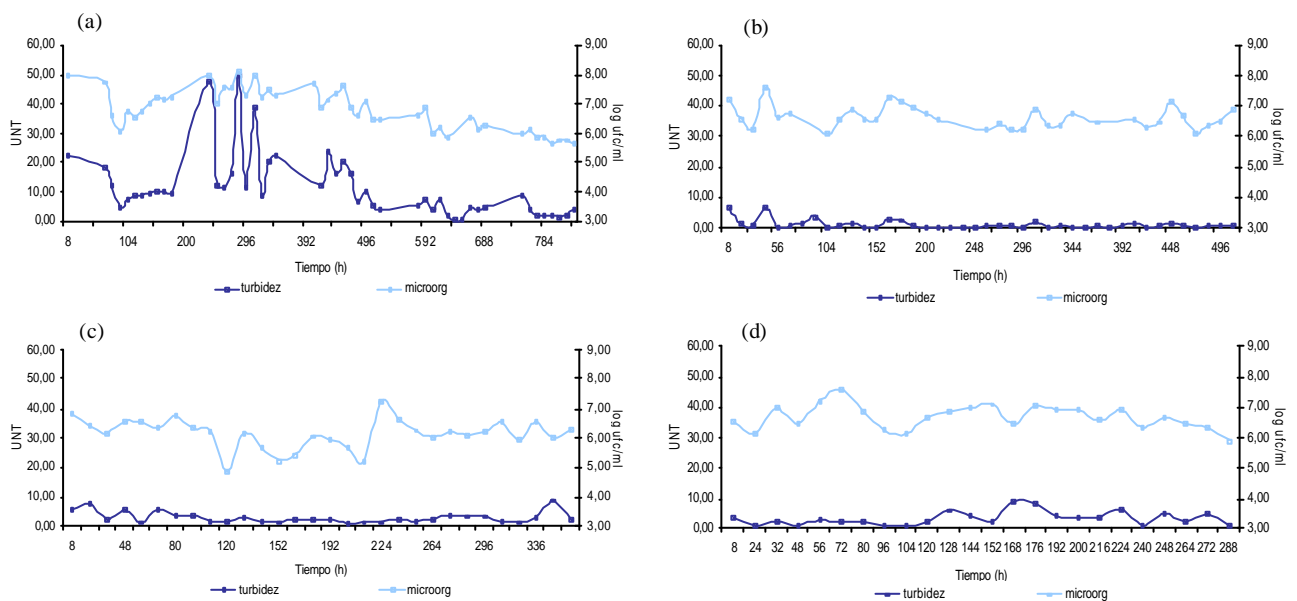 (a)
60,00 9,00
50,00 8,00
40,00 7,00
30,00 6,00
20,00 5,00
10,00 4,00
0,00 3,00
UNT
log ufc/ml
8 104 200 296 392 496 592 688 784
Tiempo (h)
turbidez microorg
(b)
60,00 9,00
50,00 8,00
40,00 7,00
30,00 6,00
20,00 5,00
10,00 4,00
0,00 3,00
UNT
log ufc/ml
8 56 104 152 200 248 296 344 392 448 496
Tiempo (h)
turbidez microorg
(c)
60,00 9,00
50,00 8,00
40,00 7,00
30,00 6,00
20,00 5,00
10,00 4,00
0,00 3,00
UNT
log ufc/ml
8 48 80 120 152 192 224 264 296 336
Tiempo (h)
turbidez microorg
(d)
60,00 9,00
50,00 8,00
40,00 7,00
30,00 6,00
20,00 5,00
10,00 4,00
0,00 3,00
UNT
log ufc/ml
8 24 32 48 56 72 80 96 104 120 128 144 152 168 176 192 200 216 224 240 248 264 272 288
Tiempo (h)
turbidez microorg